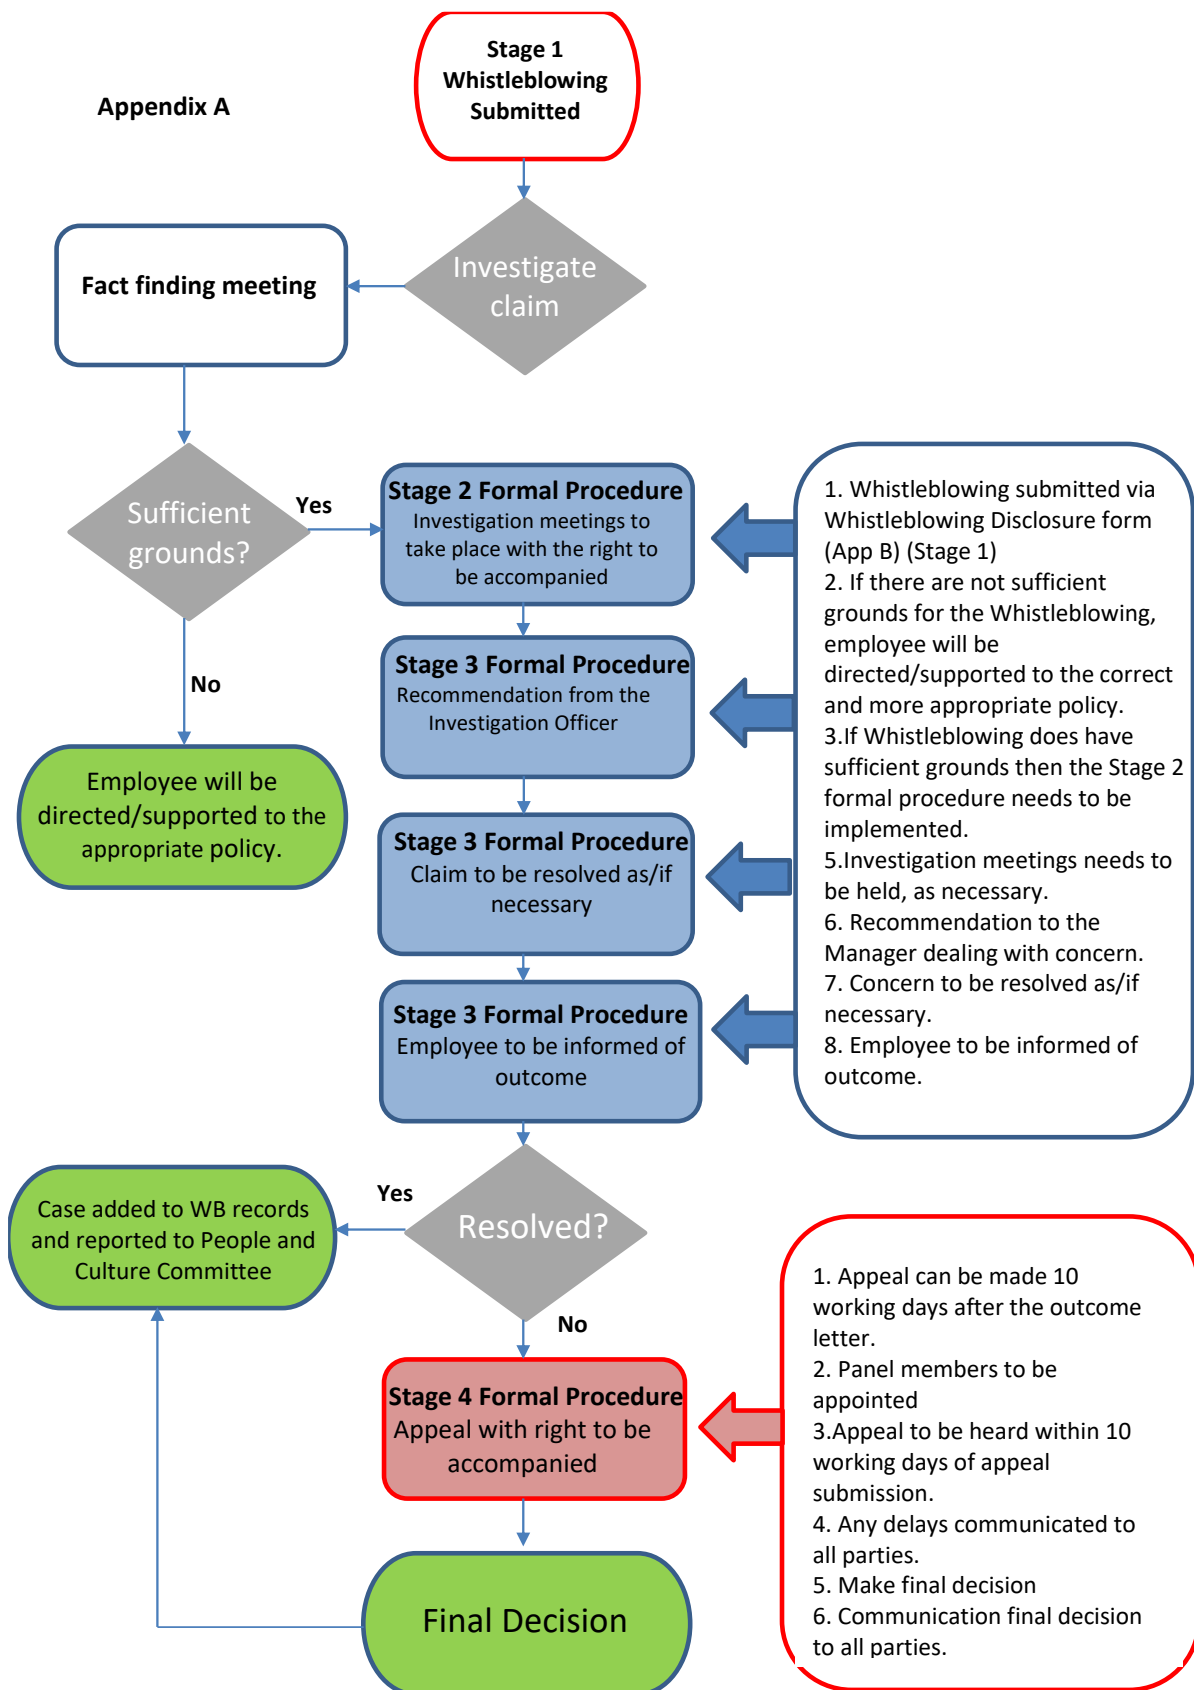 Appendix A
Stage 1
Whistleblowing
Submitted
Investigate
claim
Fact finding meeting
Sufficient
grounds?
Yes
No
Employee will be
directed/supported to the
appropriate policy.
Stage 2 Formal Procedure
Investigation meetings to
take place with the right to
be accompanied
Stage 3 Formal Procedure
Recommendation from the
Investigation Officer
Stage 3 Formal Procedure
Claim to be resolved as/if
necessary
Stage 3 Formal Procedure
Employee to be informed of
outcome
1. Whistleblowing submitted via
Whistleblowing Disclosure form
(App B) (Stage 1)
2. If there are not sufficient
grounds for the Whistleblowing,
employee will be
directed/supported to the correct
and more appropriate policy.
3.If Whistleblowing does have
sufficient grounds then the Stage 2
formal procedure needs to be
implemented.
5.Investigation meetings needs to
be held, as necessary.
6. Recommendation to the
Manager dealing with concern.
7. Concern to be resolved as/if
necessary.
8. Employee to be informed of
outcome.
Resolved?
Yes
No
Case added to WB records
and reported to People and
Culture Committee
Stage 4 Formal Procedure
Appeal with right to be
accompanied
Final Decision
1. Appeal can be made 10
working days after the outcome
letter.
2. Panel members to be
appointed
3.Appeal to be heard within 10
working days of appeal
submission.
4. Any delays communicated to
all parties.
5. Make final decision
6. Communication final decision
to all parties.